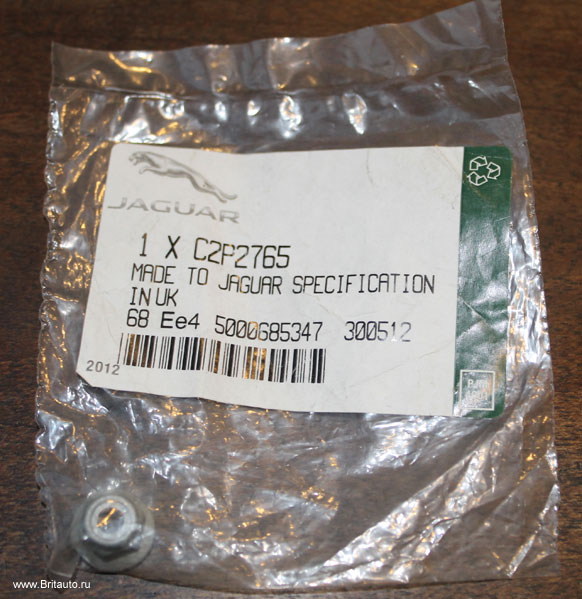 JAGUAR
1 X C2P2765
MADE TO JAGUAR SPECIFICATION
IN UK
68 Ee4 5000685347 300512
2012
www.Britauto.ru